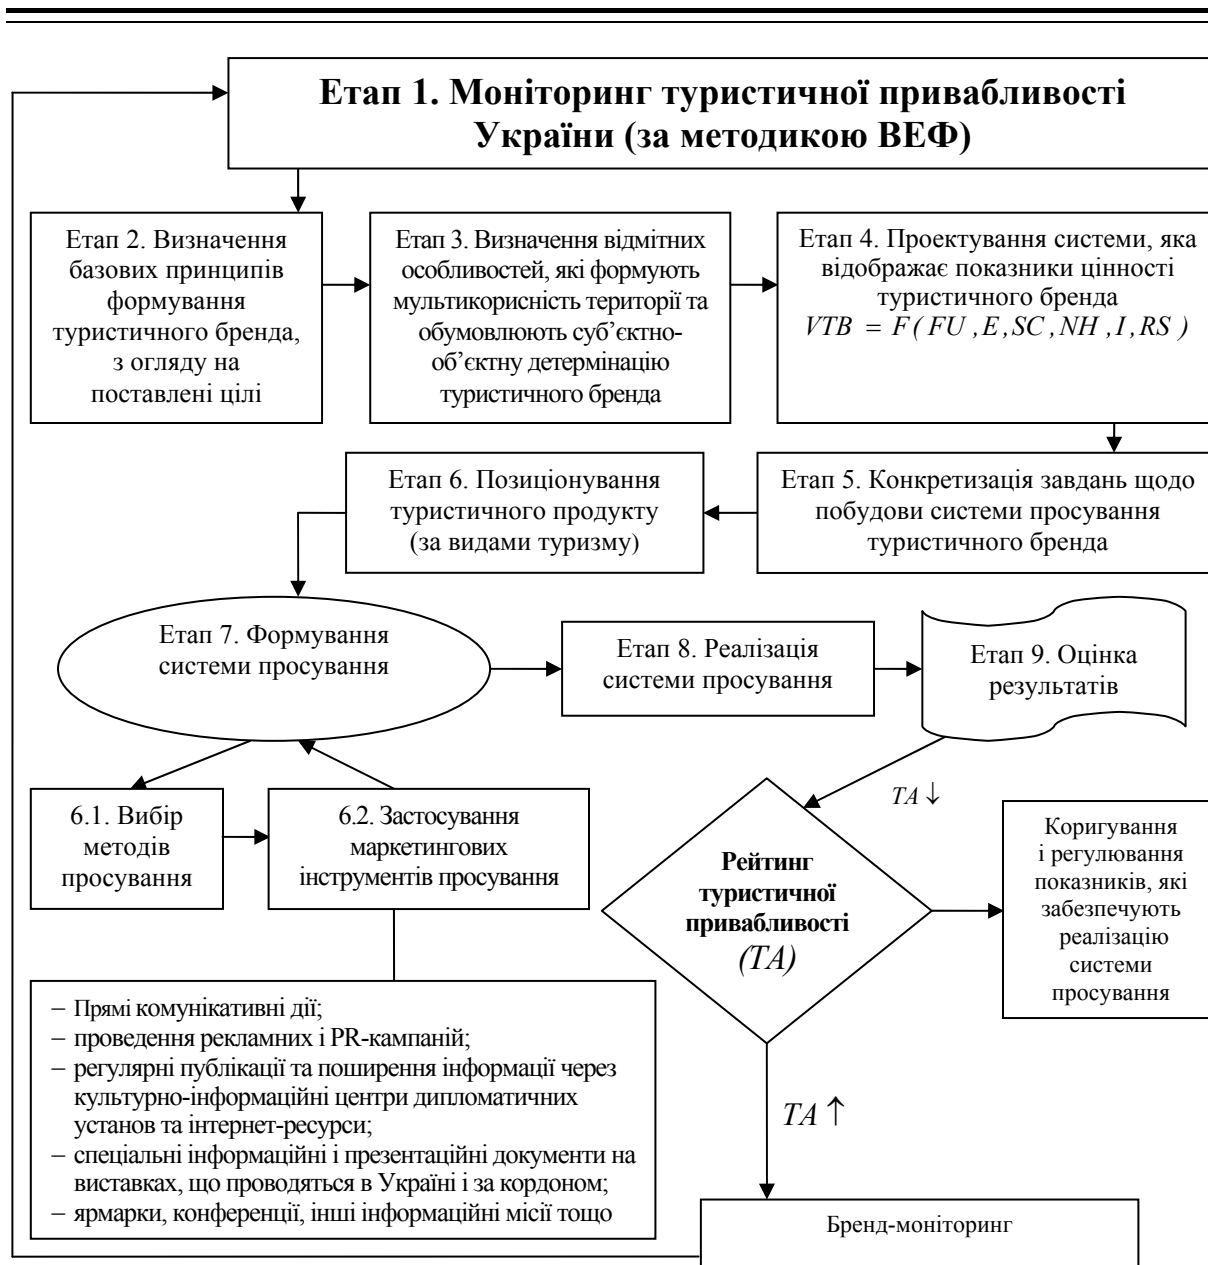 Етап 1. Моніторинг туристичної привабливості
України (за методикою ВЕФ)
Етап 2. Визначення
базових принципів
формування
туристичного бренда,
з огляду на
поставлені цілі
Етап 3. Визначення відмітних
особливостей, які формують
мультикорисність території та
обумовлюють суб’єктно-
об’єктну детермінацію
туристичного бренда
Етап 4. Проектування системи, яка
відображає показники цінності
туристичного бренда
VTB = F( FU , E, SC , NH , I , RS )
Етап 6. Позиціонування
туристичного продукту
(за видами туризму)
Етап 5. Конкретизація завдань щодо
побудови системи просування
туристичного бренда
Етап 7. Формування
системи просування
Етап 8. Реалізація
системи просування
Етап 9. Оцінка
результатів
6.1. Вибір
методів
просування
6.2. Застосування
маркетингових
інструментів просування
TA ↓
Рейтинг
туристичної
привабливості
(TA)
Коригування
і регулювання
показників, які
забезпечують
реалізацію
системи
просування
– Прямі комунікативні дії;
– проведення рекламних і PR-кампаній;
– регулярні публікації та поширення інформації через
культурно-інформаційні центри дипломатичних
установ та інтернет-ресурси;
– спеціальні інформаційні і презентаційні документи на
виставках, що проводяться в Україні і за кордоном;
– ярмарки, конференції, інші інформаційні місії тощо
TA ↑
Бренд-моніторинг